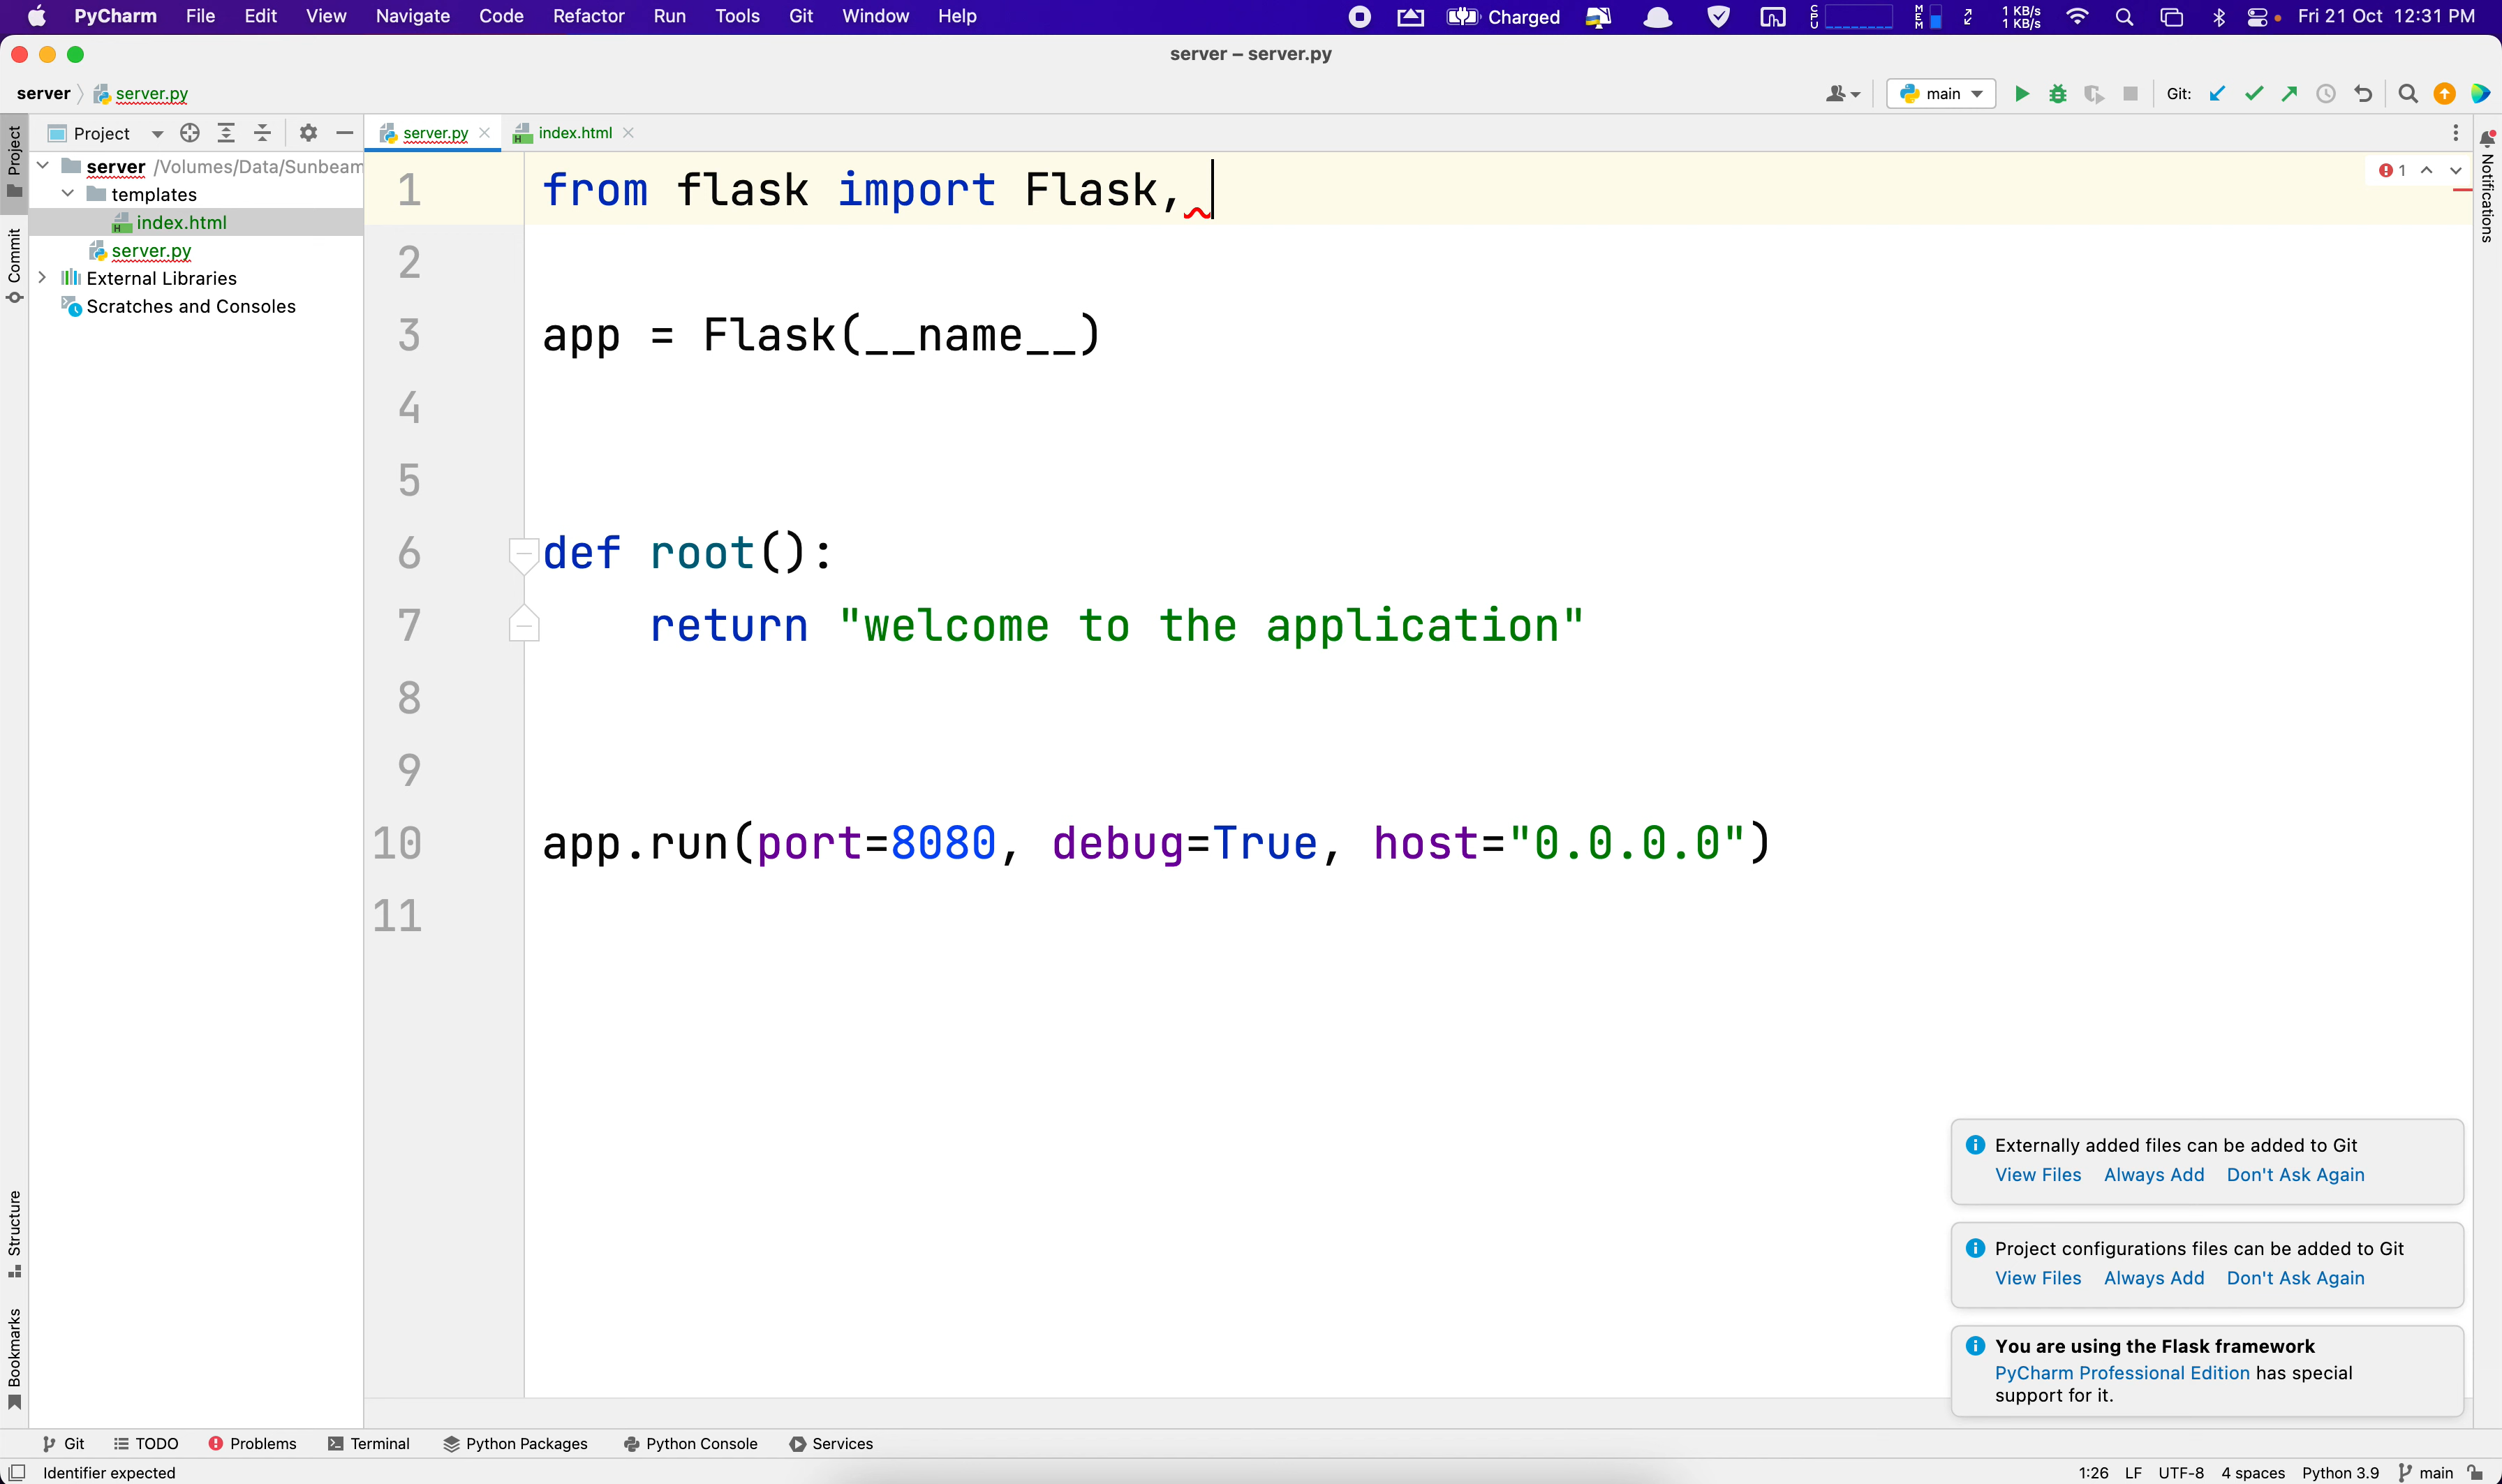 PyCharm File Edit View Navigate Code Refactor Run Tools Git Window Help Charged CPU MEM 1 KB/s 1 KB/s Fri 21 Oct 12:31 PM
server – server.py
server server.py main Git:
Project server.py index.html
server /Volumes/Data/Sunbeam
templates
index.html
server.py
External Libraries
Scratches and Consoles
Project
Commit
Structure
Bookmarks
1 from flask import Flask,
2
3 app = Flask(__name__)
4
5
6 def root():
7 return "welcome to the application"
8
9
10 app.run(port=8080, debug=True, host="0.0.0.0")
11
1
Notifications
Externally added files can be added to Git
View Files Always Add Don't Ask Again
Project configurations files can be added to Git
View Files Always Add Don't Ask Again
You are using the Flask framework
PyCharm Professional Edition has special
support for it.
Git TODO Problems Terminal Python Packages Python Console Services
Identifier expected 1:26 LF UTF-8 4 spaces Python 3.9 main